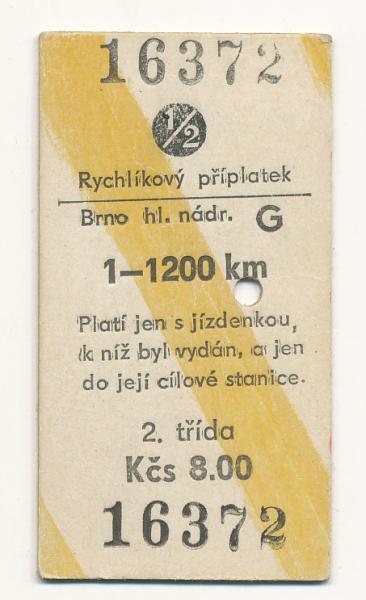 16372
1/2
Rychlíkový příplatek
Brno hl. nádr. G
1—1200 km
Platí jen s jízdenkou,
k níž byl vydán, a jen
do její cílové stanice.
2. třída
Kčs 8.00
16372